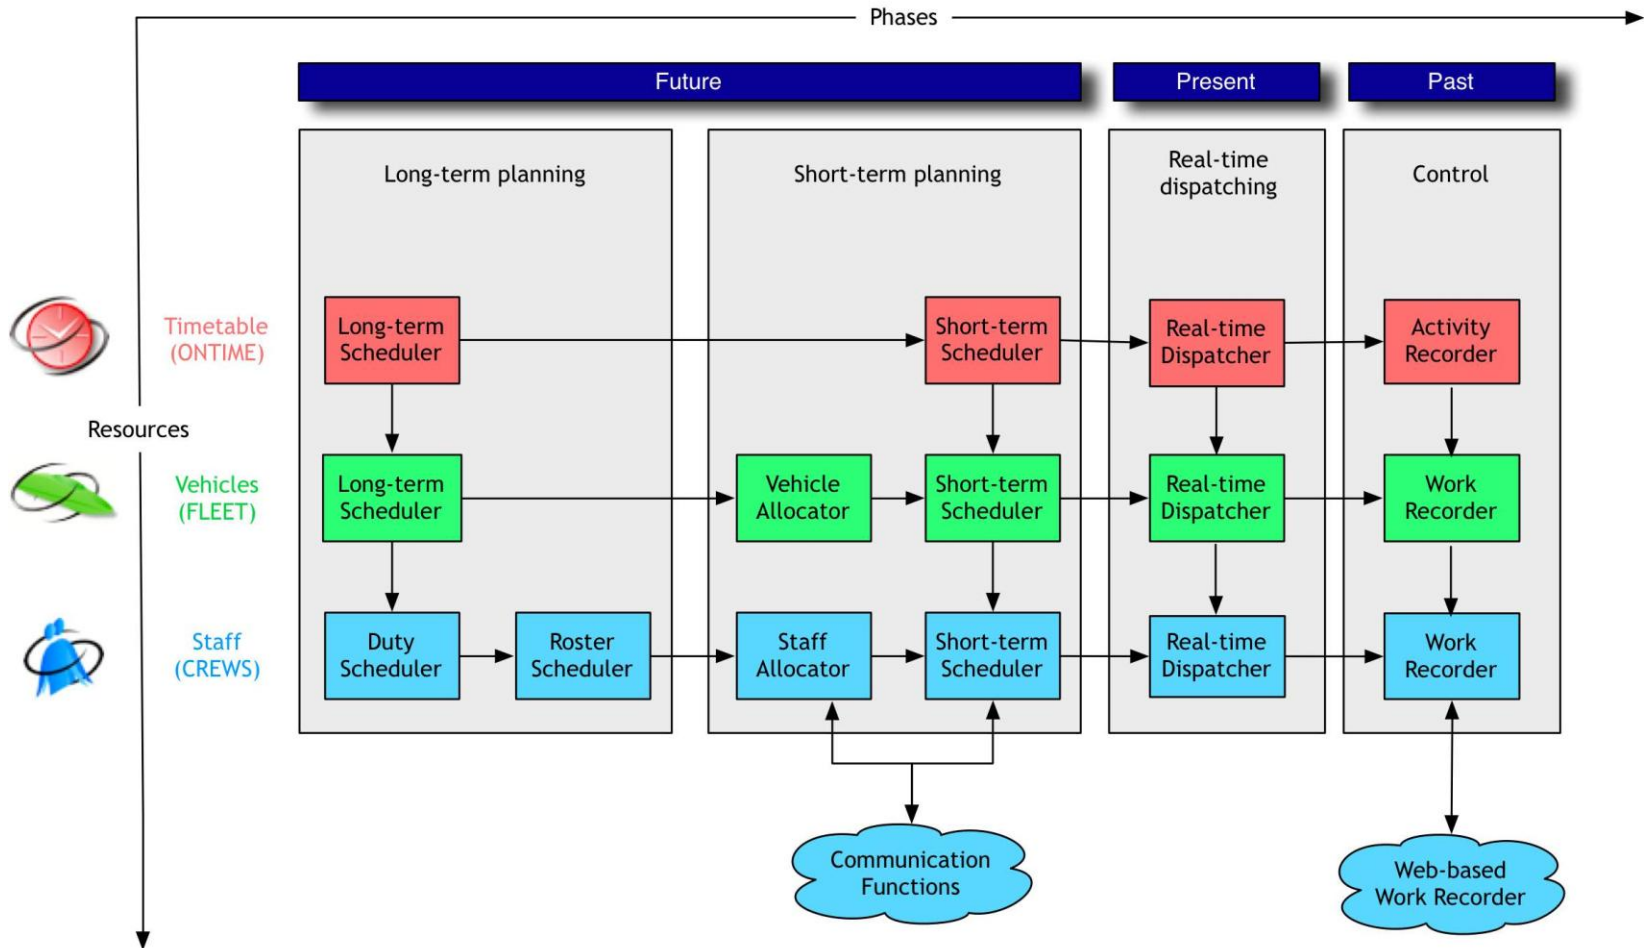 Phases
Future
Present
Past
Long-term planning
Short-term planning
Real-time
dispatching
Control
Timetable
(ONTIME)
Long-term
Scheduler
Short-term
Scheduler
Real-time
Dispatcher
Activity
Recorder
Resources
Vehicles
(FLEET)
Long-term
Scheduler
Vehicle
Allocator
Short-term
Scheduler
Real-time
Dispatcher
Work
Recorder
Staff
(CREWS)
Duty
Scheduler
Roster
Scheduler
Staff
Allocator
Short-term
Scheduler
Real-time
Dispatcher
Work
Recorder
Communication
Functions
Web-based
Work Recorder